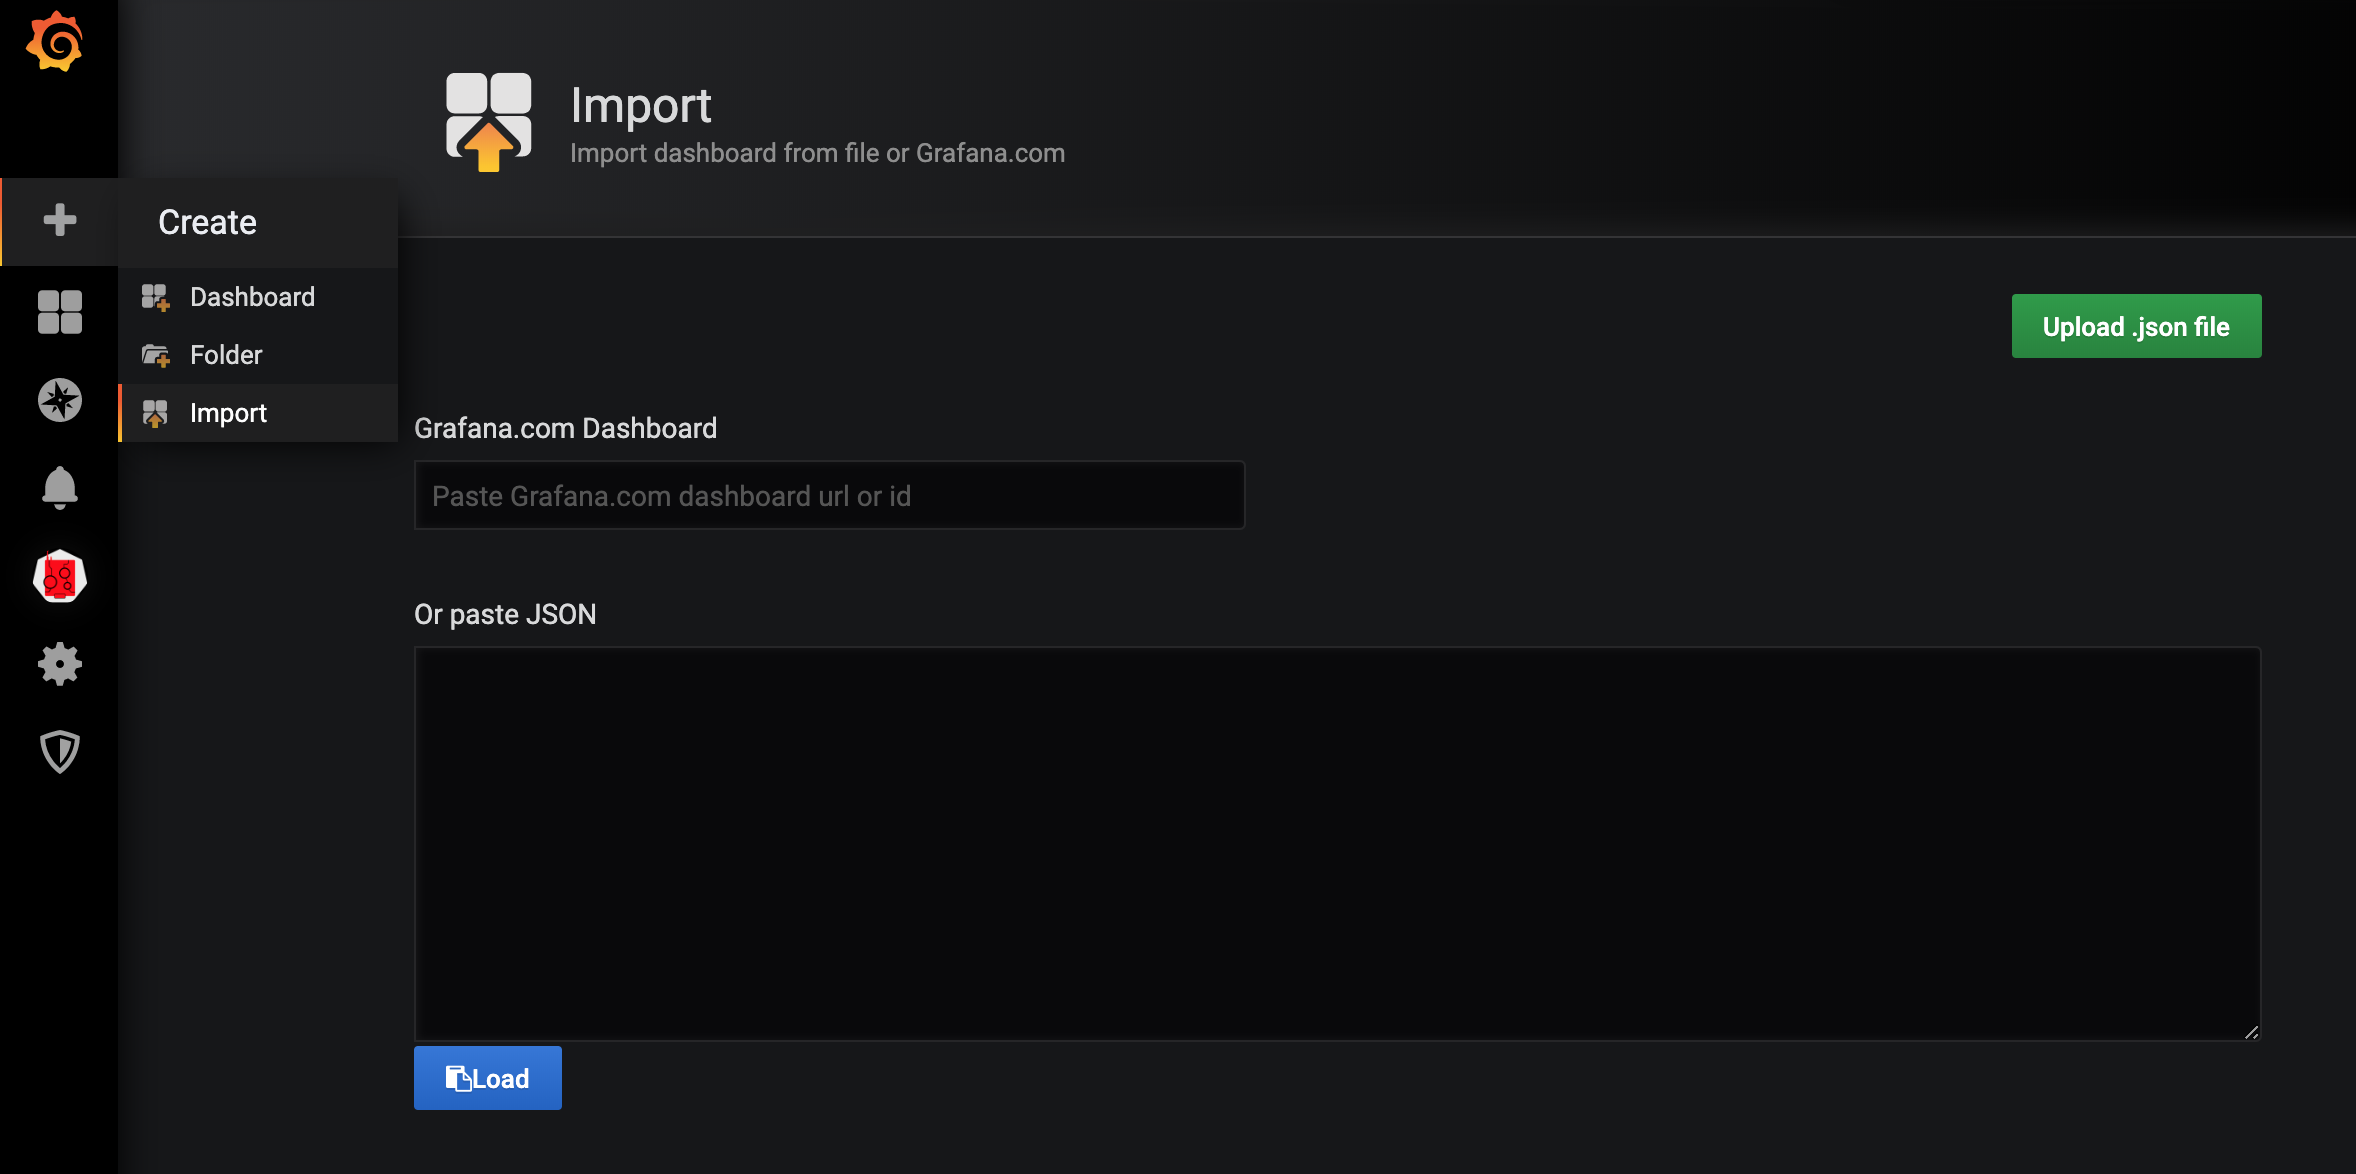 Import
Import dashboard from file or Grafana.com
Create
Dashboard
Folder
Import
Upload .json file
Grafana.com Dashboard
Paste Grafana.com dashboard url or id
Or paste JSON
Load